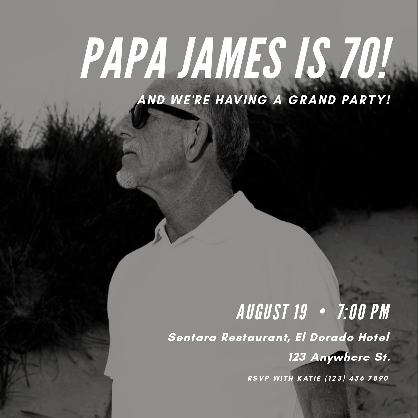 PAPA JAMES IS 70!
AND WE'RE HAVING A GRAND PARTY!
AUGUST 19 • 7:00 PM
Sentara Restaurant, El Dorado Hotel
123 Anywhere St.
RSVP WITH KATIE (123) 456 7890